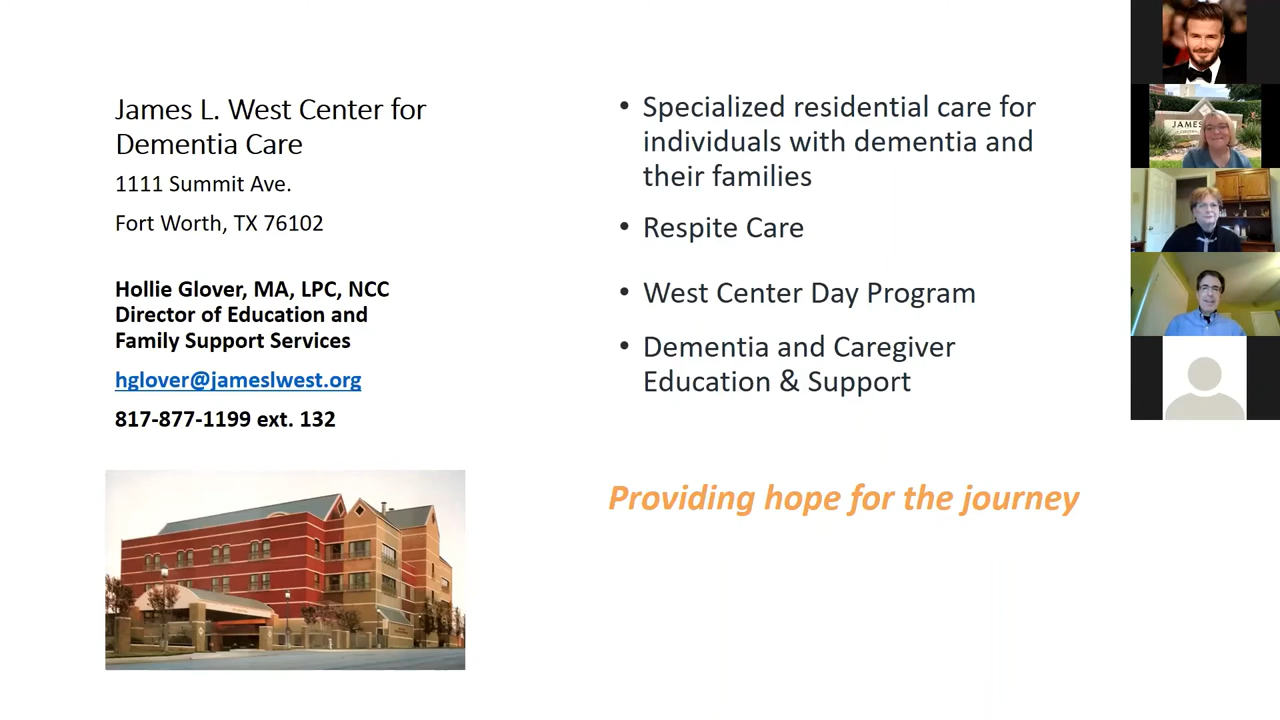 James L. West Center for
Dementia Care
1111 Summit Ave.
Fort Worth, TX 76102
Hollie Glover, MA, LPC, NCC
Director of Education and
Family Support Services
hglover@jameslwest.org
817-877-1199 ext. 132
• Specialized residential care for
individuals with dementia and
their families
• Respite Care
• West Center Day Program
• Dementia and Caregiver
Education & Support
Providing hope for the journey
JAMES